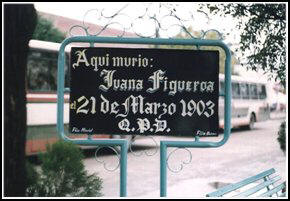 Aqui murio:
Juana Figueroa
el 21 de Marzo 1903
Q.P.D.